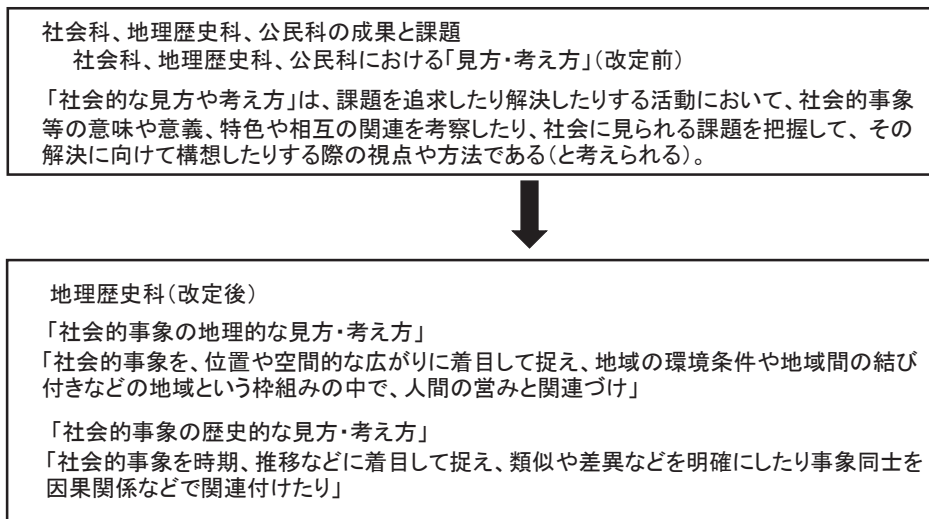 社会科、地理歴史科、公民科の成果と課題
社会科、地理歴史科、公民科における「見方・考え方」(改定前)
「社会的な見方や考え方」は、課題を追求したり解決したりする活動において、社会的事象
等の意味や意義、特色や相互の関連を考察したり、社会に見られる課題を把握して、その
解決に向けて構想したりする際の視点や方法である(と考えられる)。
地理歴史科(改定後)
「社会的事象の地理的な見方・考え方」
「社会的事象を、位置や空間的な広がりに着目して捉え、地域の環境条件や地域間の結び
付きなどの地域という枠組みの中で、人間の営みと関連づけ」
「社会的事象の歴史的な見方・考え方」
「社会的事象を時期、推移などに着目して捉え、類似や差異などを明確にしたり事象同士を
因果関係などで関連付けたり」